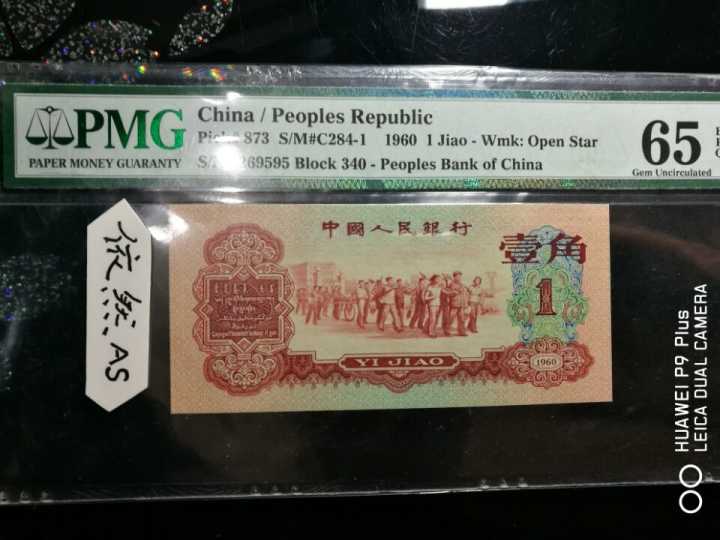 PMG
PAPER MONEY GUARANTY
China / Peoples Republic
873 S/M#C284-1 1960 1 Jiao - Wmk: Open Star
269595 Block 340 - Peoples Bank of China
65
Gem Uncirculated
依然 AS
中國人民銀行
壹角
1
YI JIAO
1960
HUAWEI P9 Plus
LEICA DUAL CAMERA